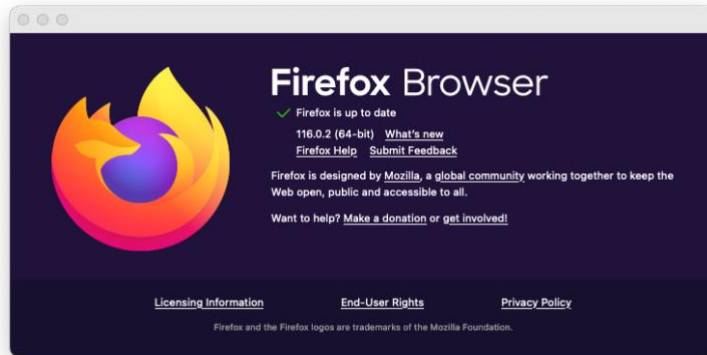 Firefox Browser
Firefox is up to date
116.0.2 (64-bit) What's new
Firefox Help Submit Feedback
Firefox is designed by Mozilla, a global community working together to keep the
Web open, public and accessible to all.
Want to help? Make a donation or get involved!
Licensing Information End-User Rights Privacy Policy
Firefox and the Firefox logos are trademarks of the Mozilla Foundation.